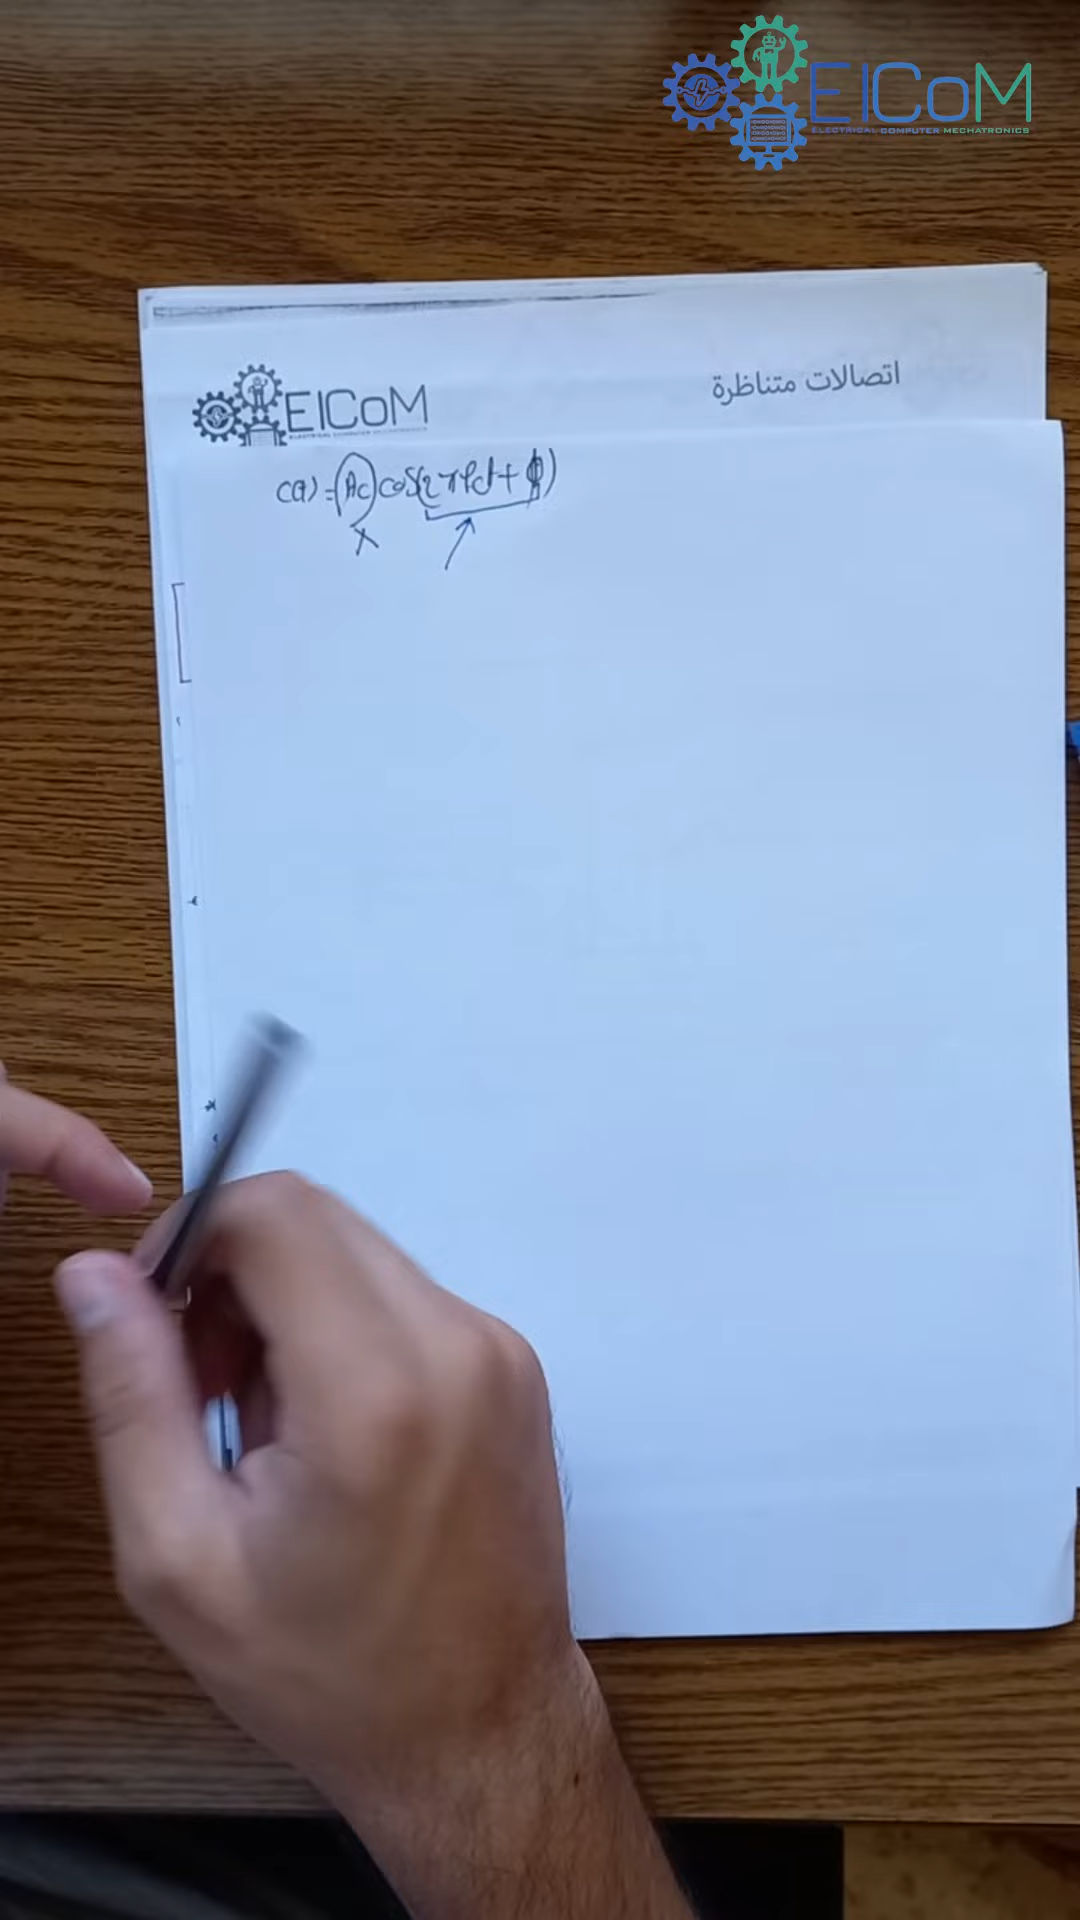 EICoM
ELECTRICAL COMPUTER MECHATRONICS
EICoM
اتصالات متناظرة
c(t) = Ac cos(2πfct + φ)
X